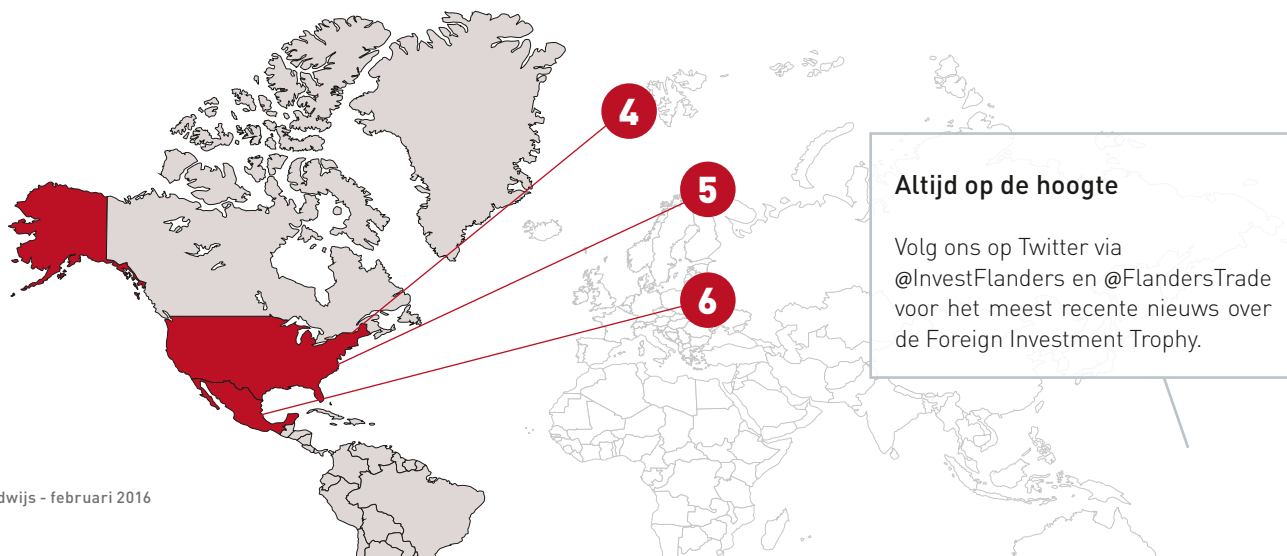 4
5
6
Altijd op de hoogte
Volg ons op Twitter via
@InvestFlanders en @FlandersTrade
voor het meest recente nieuws over
de Foreign Investment Trophy.
dwijs - februari 2016